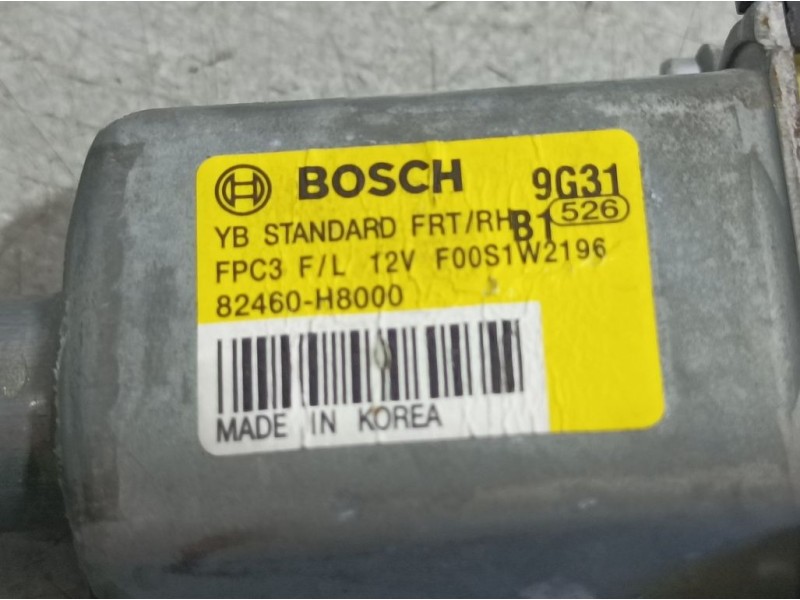 BOSCH 9G31
YB STANDARD FRT/RH B1 526
FPC3 F/L 12V F00S1W2196
82460-H8000
MADE IN KOREA